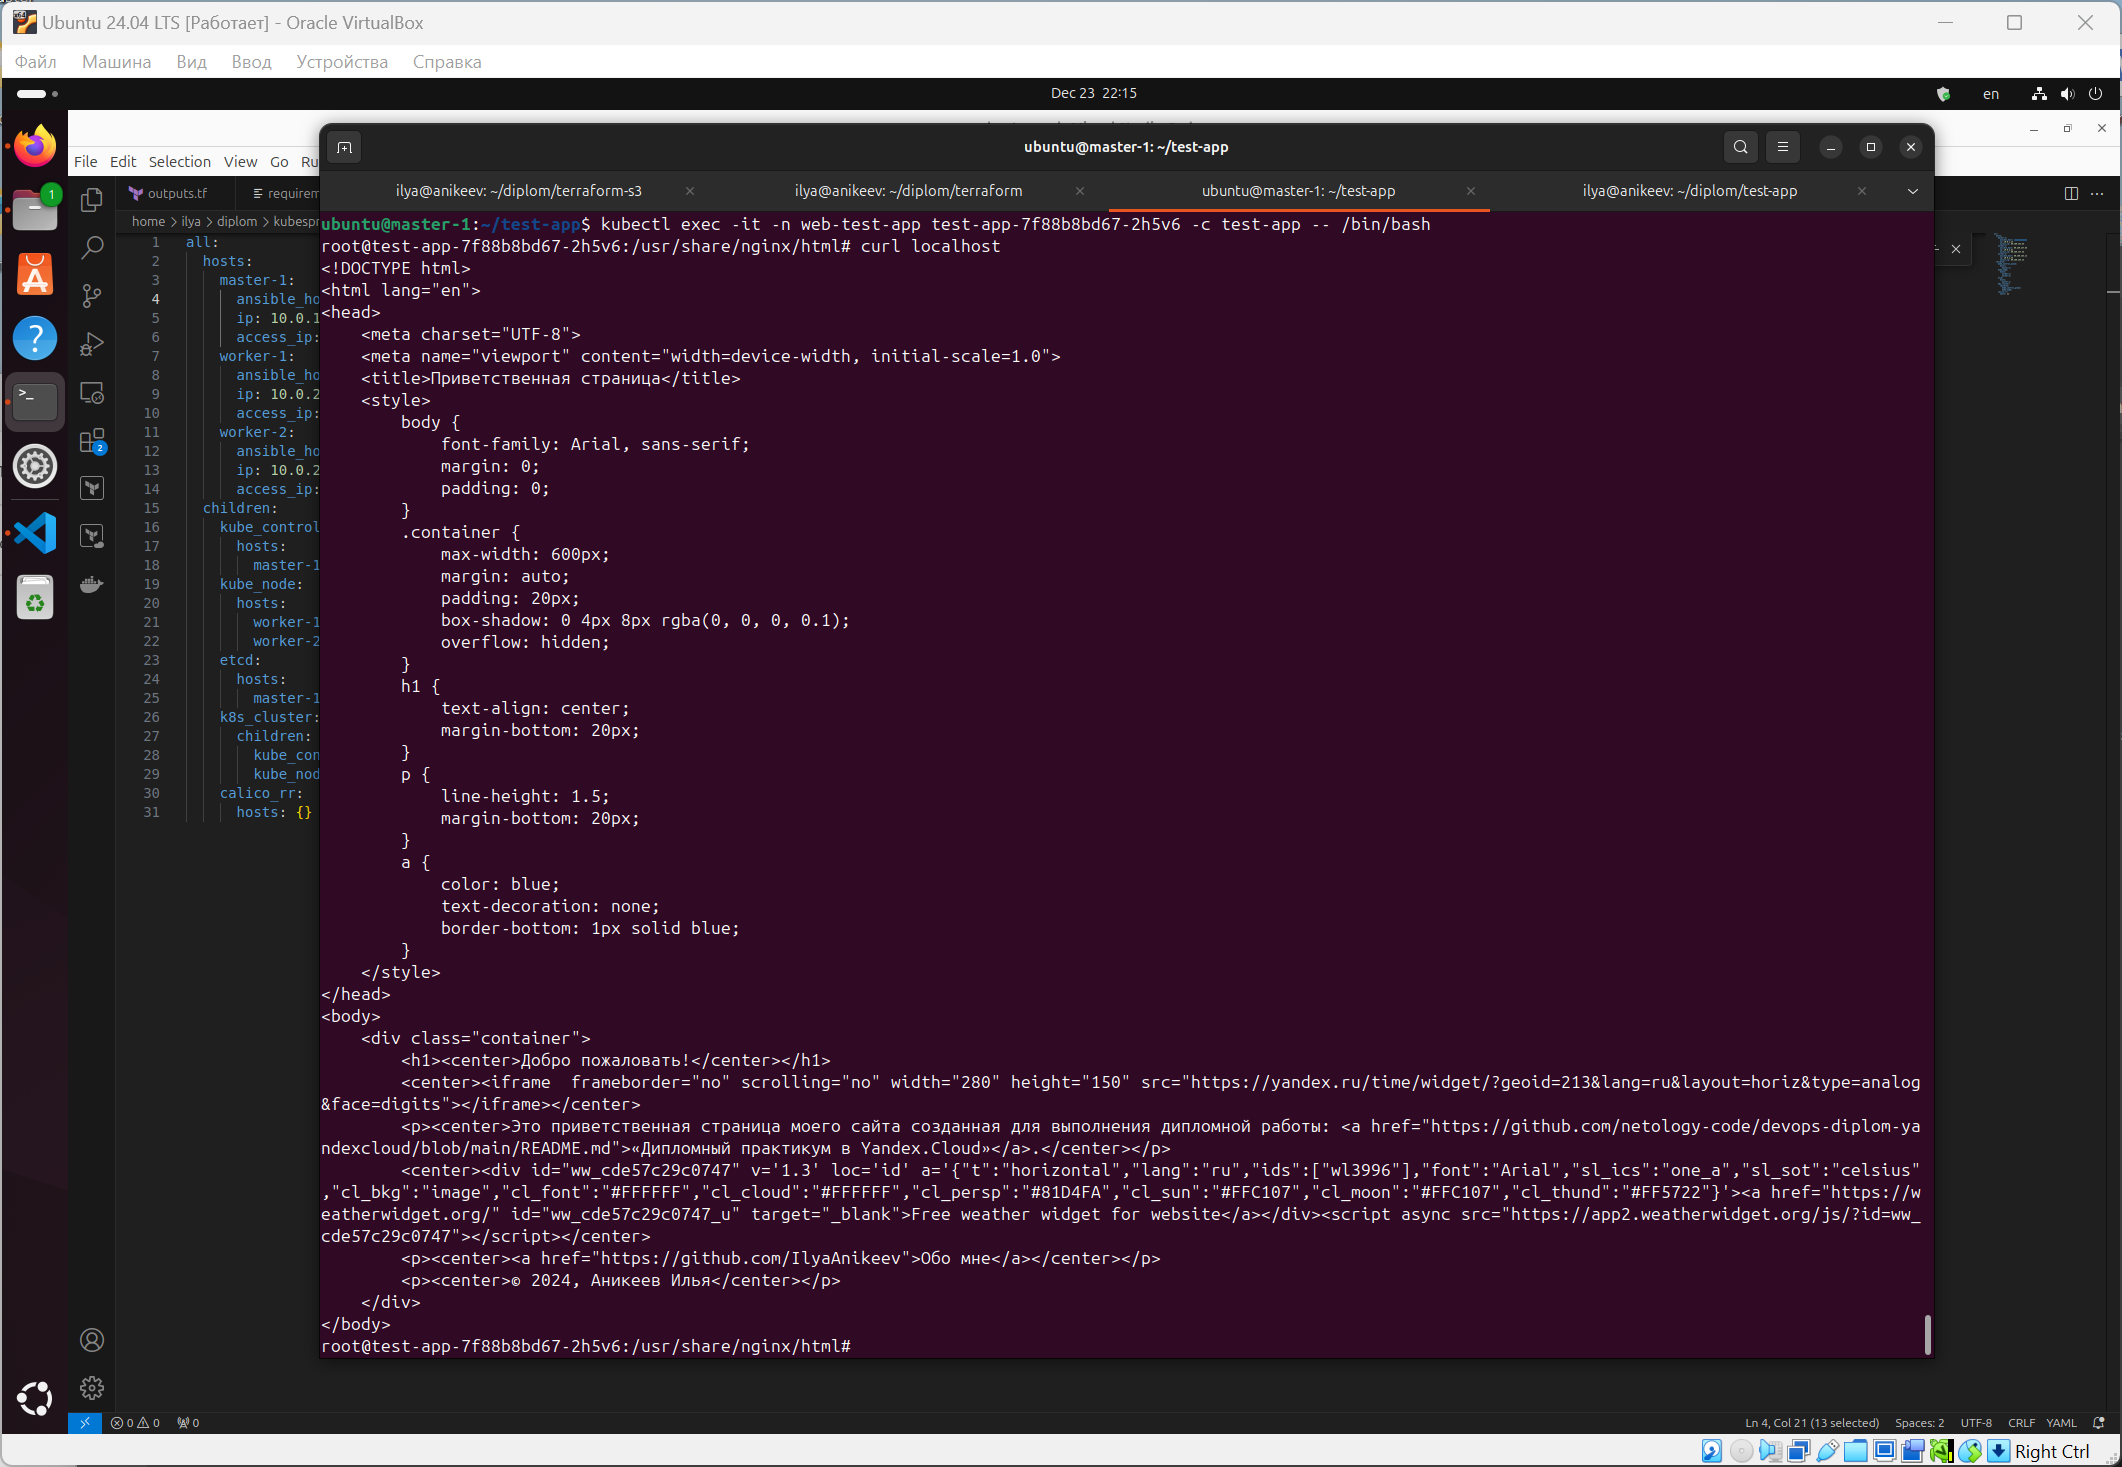 Ubuntu 24.04 LTS [Работает] - Oracle VirtualBox
Файл Машина Вид Ввод Устройства Справка
Dec 23 22:15
en
1
File Edit Selection View Go Ru
outputs.tf
requirem
home > ilya > diplom > kubespr
1 all:
2 hosts:
3 master-1:
4 ansible_ho
5 ip: 10.0.1
6 access_ip:
7 worker-1:
8 ansible_ho
9 ip: 10.0.2
10 access_ip:
11 worker-2:
12 ansible_ho
13 ip: 10.0.2
14 access_ip:
15 children:
16 kube_control
17 hosts:
18 master-1
19 kube_node:
20 hosts:
21 worker-1
22 worker-2
23 etcd:
24 hosts:
25 master-1
26 k8s_cluster:
27 children:
28 kube_con
29 kube_nod
30 calico_rr:
31 hosts: {}
2
ubuntu@master-1: ~/test-app
ilya@anikeev: ~/diplom/terraform-s3
ilya@anikeev: ~/diplom/terraform
ubuntu@master-1: ~/test-app
ilya@anikeev: ~/diplom/test-app
ubuntu@master-1:~/test-app$ kubectl exec -it -n web-test-app test-app-7f88b8bd67-2h5v6 -c test-app -- /bin/bash
root@test-app-7f88b8bd67-2h5v6:/usr/share/nginx/html# curl localhost
<!DOCTYPE html>
<html lang="en">
<head>
    <meta charset="UTF-8">
    <meta name="viewport" content="width=device-width, initial-scale=1.0">
    <title>Приветственная страница</title>
    <style>
        body {
            font-family: Arial, sans-serif;
            margin: 0;
            padding: 0;
        }
        .container {
            max-width: 600px;
            margin: auto;
            padding: 20px;
            box-shadow: 0 4px 8px rgba(0, 0, 0, 0.1);
            overflow: hidden;
        }
        h1 {
            text-align: center;
            margin-bottom: 20px;
        }
        p {
            line-height: 1.5;
            margin-bottom: 20px;
        }
        a {
            color: blue;
            text-decoration: none;
            border-bottom: 1px solid blue;
        }
    </style>
</head>
<body>
    <div class="container">
        <h1><center>Добро пожаловать!</center></h1>
        <center><iframe  frameborder="no" scrolling="no" width="280" height="150" src="https://yandex.ru/time/widget/?geoid=213&lang=ru&layout=horiz&type=analog
&face=digits"></iframe></center>
        <p><center>Это приветственная страница моего сайта созданная для выполнения дипломной работы: <a href="https://github.com/netology-code/devops-diplom-ya
ndexcloud/blob/main/README.md">«Дипломный практикум в Yandex.Cloud»</a>.</center></p>
        <center><div id="ww_cde57c29c0747" v='1.3' loc='id' a='{"t":"horizontal","lang":"ru","ids":["wl3996"],"font":"Arial","sl_ics":"one_a","sl_sot":"celsius"
,"cl_bkg":"image","cl_font":"#FFFFFF","cl_cloud":"#FFFFFF","cl_persp":"#81D4FA","cl_sun":"#FFC107","cl_moon":"#FFC107","cl_thund":"#FF5722"}'><a href="https://w
eatherwidget.org/" id="ww_cde57c29c0747_u" target="_blank">Free weather widget for website</a></div><script async src="https://app2.weatherwidget.org/js/?id=ww_
cde57c29c0747"></script></center>
        <p><center><a href="https://github.com/IlyaAnikeev">Обо мне</a></center></p>
        <p><center>© 2024, Аникеев Илья</center></p>
    </div>
</body>
root@test-app-7f88b8bd67-2h5v6:/usr/share/nginx/html#
0 0 0
Ln 4, Col 21 (13 selected) Spaces: 2 UTF-8 CRLF YAML
Right Ctrl